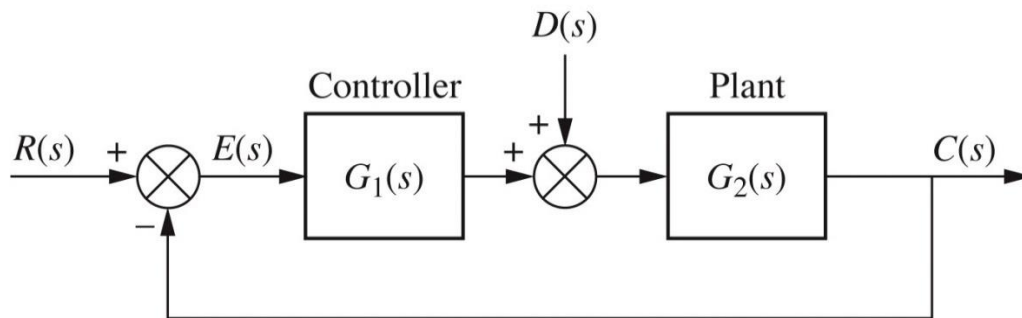 D(s)
Controller
Plant
R(s)
+
E(s)
G₁(s)
+
+
G₂(s)
C(s)
−